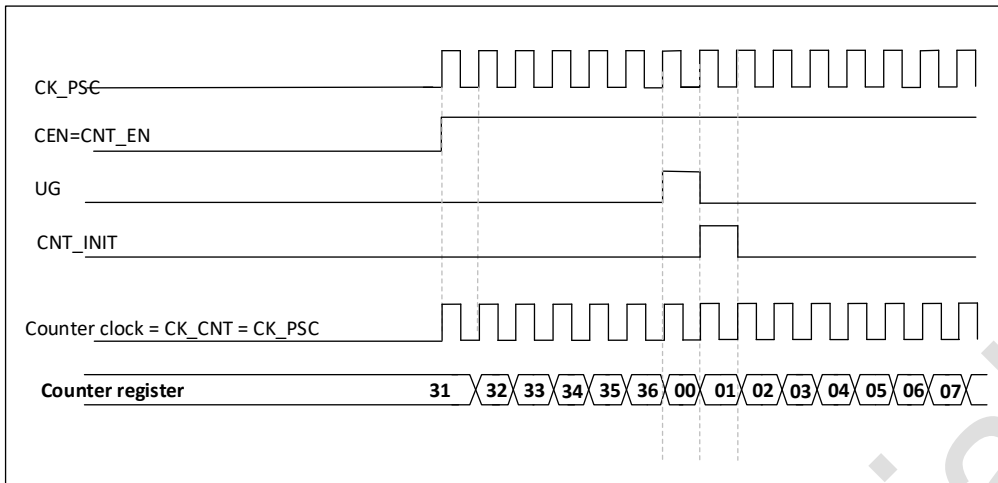 CK_PSC
CEN=CNT_EN
UG
CNT_INIT
Counter clock = CK_CNT = CK_PSC
Counter register 31 32 33 34 35 36 00 01 02 03 04 05 06 07